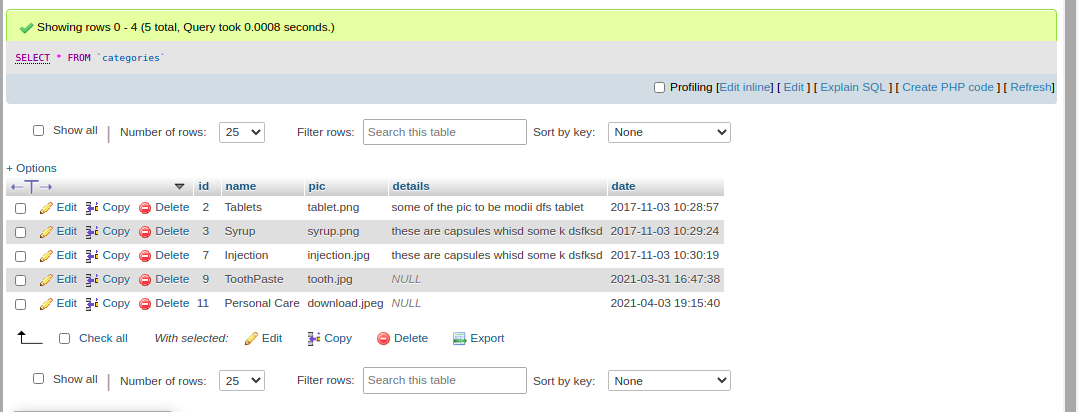 Showing rows 0 - 4 (5 total, Query took 0.0008 seconds.)
SELECT * FROM `categories`
Profiling [Edit inline] [ Edit ] [ Explain SQL ] [ Create PHP code ] [ Refresh]
Show all | Number of rows: 25 Filter rows: Search this table Sort by key: None
+ Options
←T→ id name pic details date
Edit Copy Delete 2 Tablets tablet.png some of the pic to be modii dfs tablet 2017-11-03 10:28:57
Edit Copy Delete 3 Syrup syrup.png these are capsules whisd some k dsfksd 2017-11-03 10:29:24
Edit Copy Delete 7 Injection injection.jpg these are capsules whisd some k dsfksd 2017-11-03 10:30:19
Edit Copy Delete 9 ToothPaste tooth.jpg NULL 2021-03-31 16:47:38
Edit Copy Delete 11 Personal Care download.jpeg NULL 2021-04-03 19:15:40
Check all With selected: Edit Copy Delete Export
Show all | Number of rows: 25 Filter rows: Search this table Sort by key: None